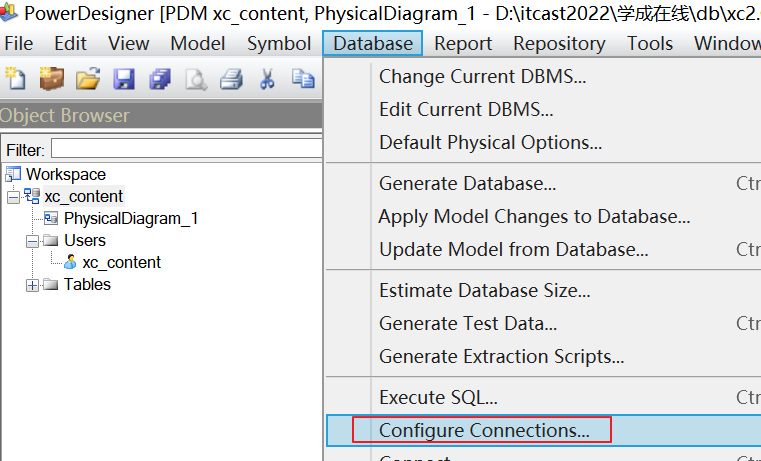 PowerDesigner [PDM xc_content, PhysicalDiagram_1 - D:\itcast2022\学成在线\db\xc2.
File Edit View Model Symbol Database Report Repository Tools Window
Object Browser
Filter:
Workspace
xc_content
PhysicalDiagram_1
Users
xc_content
Tables
Change Current DBMS...
Edit Current DBMS...
Default Physical Options...
Generate Database... Ctr
Apply Model Changes to Database...
Update Model from Database... Ctr
Estimate Database Size...
Generate Test Data... Ctr
Generate Extraction Scripts...
Execute SQL... Ctr
Configure Connections...